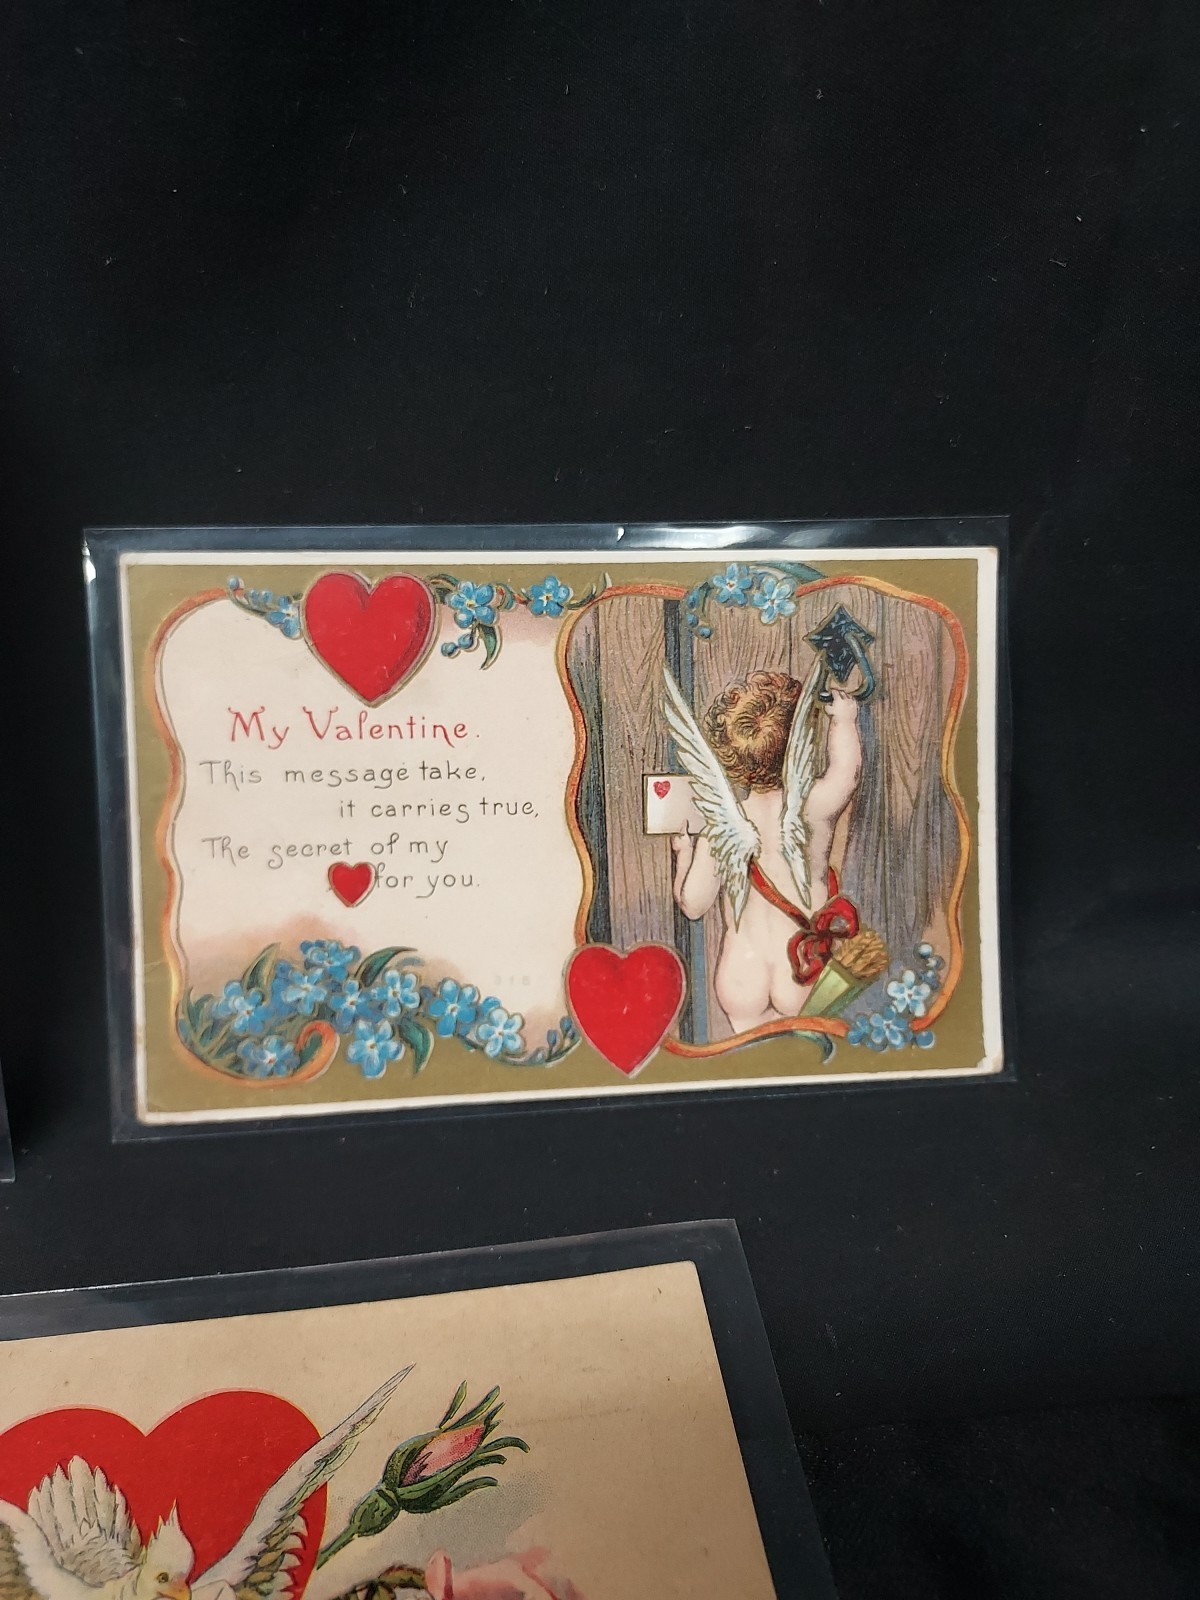 My Valentine.
This message take,
it carries true,
The secret of my
for you.